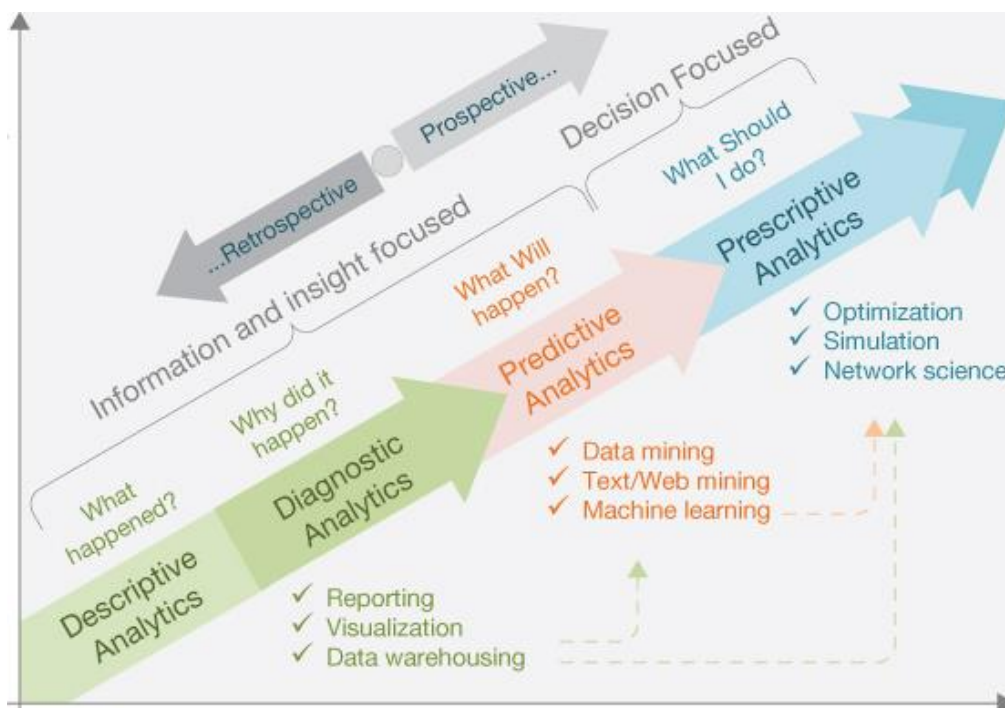 ...Retrospective
Prospective...
Information and insight focused
Decision Focused
What
happened?
Why did it
happen?
What Will
happen?
What Should
I do?
Descriptive
Analytics
Diagnostic
Analytics
Predictive
Analytics
Prescriptive
Analytics
✓ Reporting
✓ Visualization
✓ Data warehousing
✓ Data mining
✓ Text/Web mining
✓ Machine learning
✓ Optimization
✓ Simulation
✓ Network science